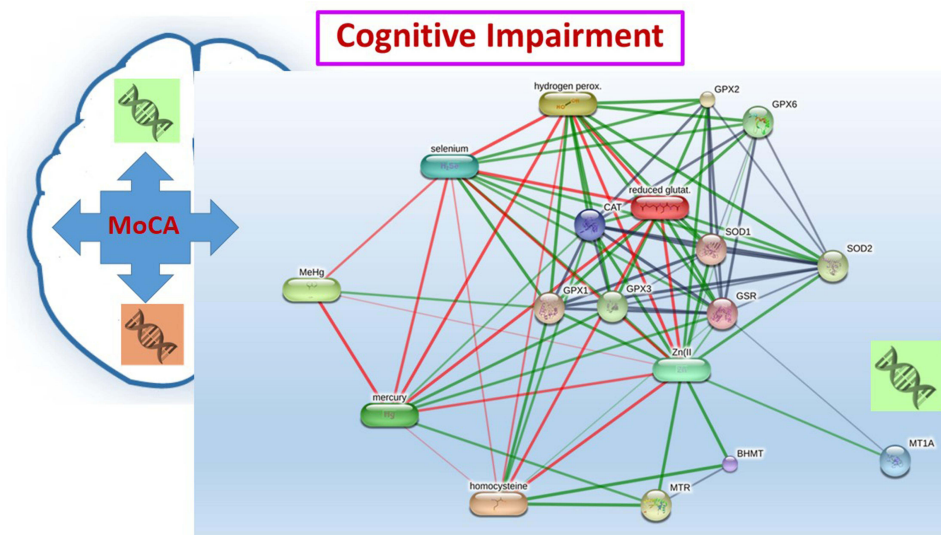 Cognitive Impairment
hydrogen perox.
GPX2
GPX6
selenium
reduced glutat.
MoCA
CAT
SOD1
SOD2
MeHg
GPX1
GPX3
GSR
Zn(II
mercury
BHMT
MT1A
homocysteine
MTR